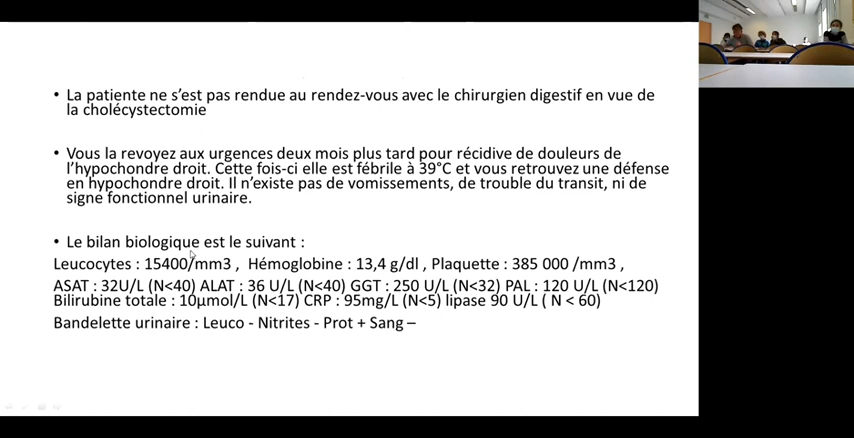 • La patiente ne s'est pas rendue au rendez-vous avec le chirurgien digestif en vue de
la cholécystectomie
• Vous la revoyez aux urgences deux mois plus tard pour récidive de douleurs de
l'hypochondre droit. Cette fois-ci elle est fébrile à 39°C et vous retrouvez une défense
en hypochondre droit. Il n'existe pas de vomissements, de trouble du transit, ni de
signe fonctionnel urinaire.
• Le bilan biologique est le suivant :
Leucocytes : 15400/mm3 , Hémoglobine : 13,4 g/dl , Plaquette : 385 000 /mm3 ,
ASAT : 32U/L (N<40) ALAT : 36 U/L (N<40) GGT : 250 U/L (N<32) PAL : 120 U/L (N<120)
Bilirubine totale : 10µmol/L (N<17) CRP : 95mg/L (N<5) lipase 90 U/L ( N < 60)
Bandelette urinaire : Leuco - Nitrites - Prot + Sang –